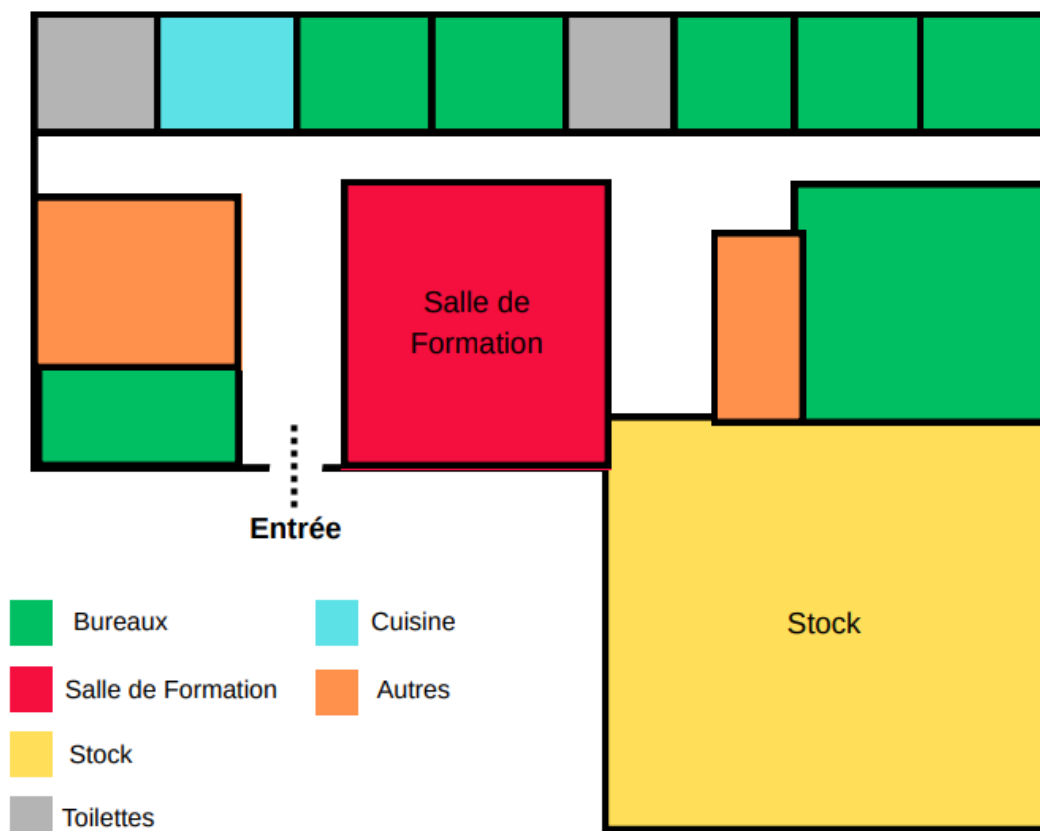 Salle de
Formation
Entrée
Stock
Bureaux
Cuisine
Salle de Formation
Autres
Stock
Toilettes